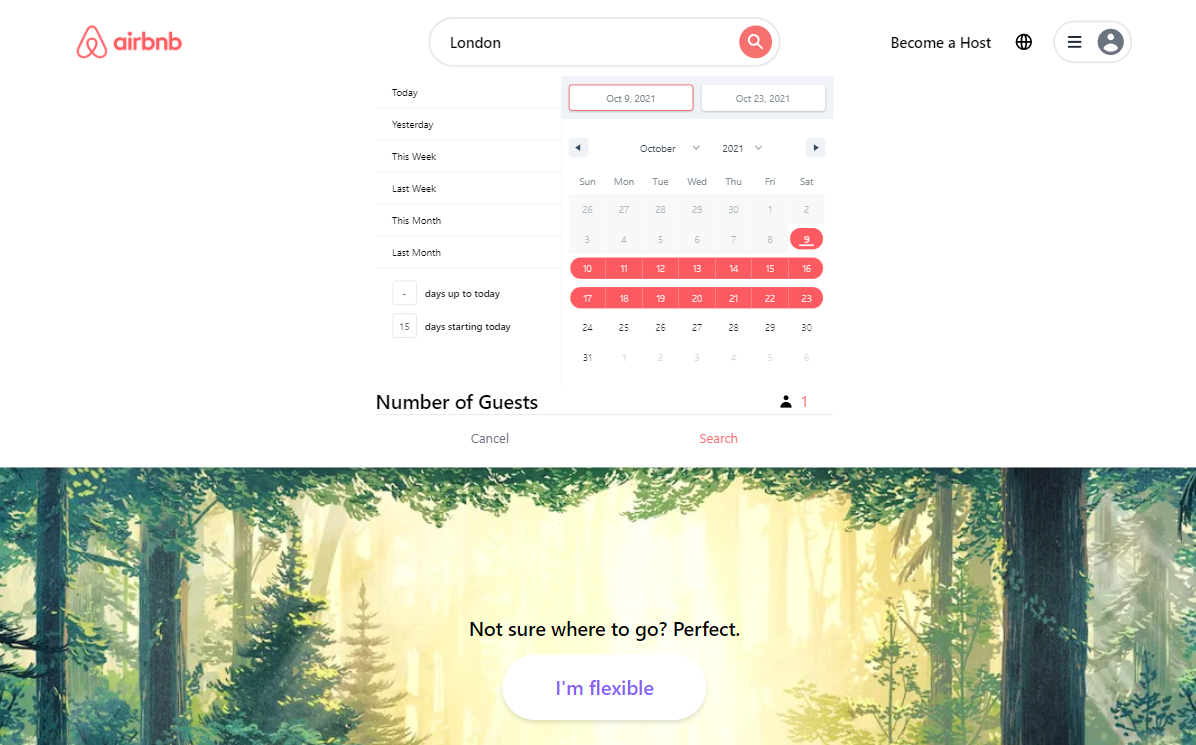 airbnb
London
Become a Host
Today
Yesterday
This Week
Last Week
This Month
Last Month
- days up to today
15 days starting today
Oct 9, 2021 Oct 23, 2021
October 2021
Sun Mon Tue Wed Thu Fri Sat
26 27 28 29 30 1 2
3 4 5 6 7 8 9
10 11 12 13 14 15 16
17 18 19 20 21 22 23
24 25 26 27 28 29 30
31 1 2 3 4 5 6
Number of Guests 1
Cancel Search
Not sure where to go? Perfect.
I'm flexible